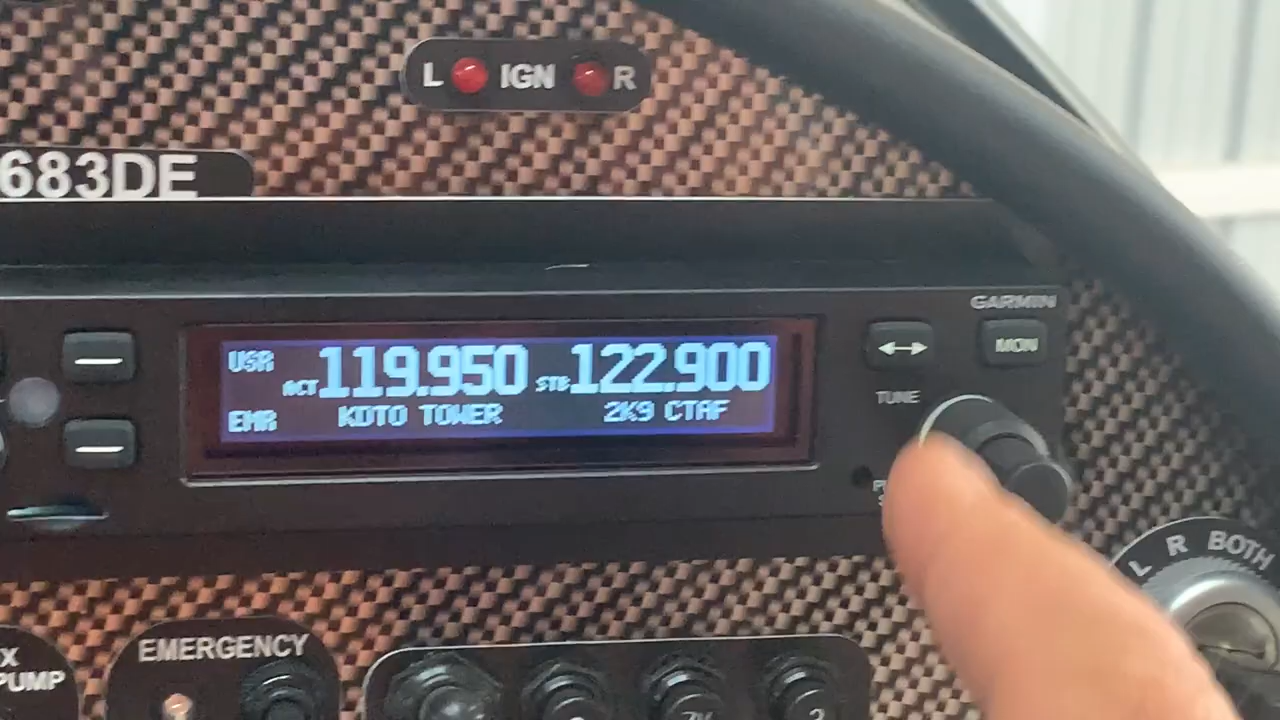 L IGN R
683DE
GARMIN
USR ACT 119.950 STB 122.900
MON
EMR KDTO TOWER 2K9 CTAF
TUNE
L R BOTH
EMERGENCY
PUMP